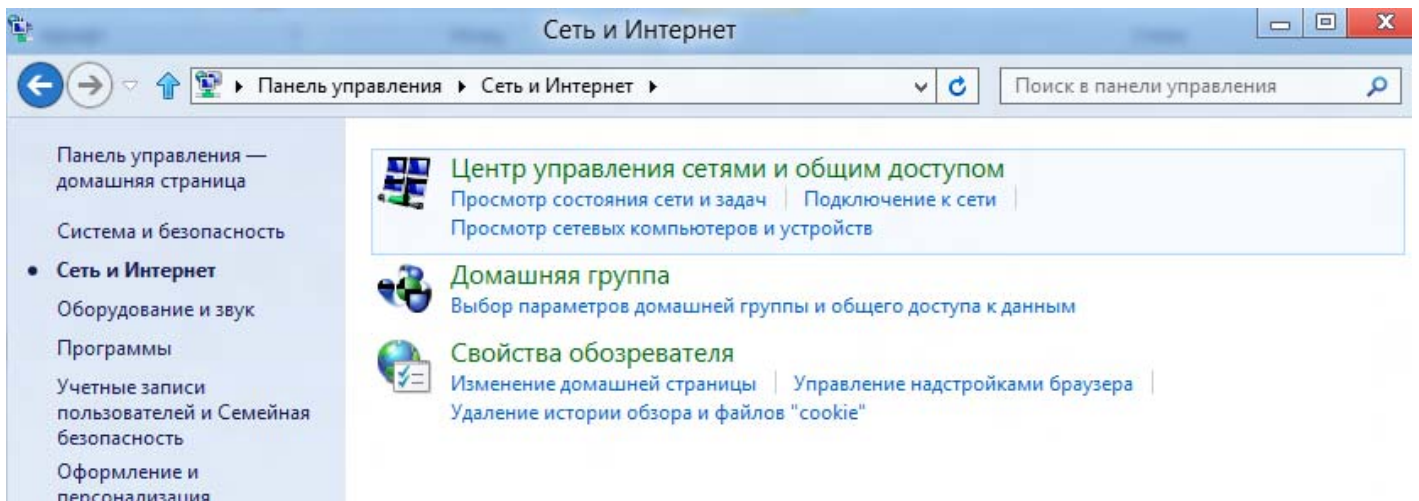 Сеть и Интернет
Панель управления Сеть и Интернет
Поиск в панели управления
Панель управления —
домашняя страница
Система и безопасность
Сеть и Интернет
Оборудование и звук
Программы
Учетные записи
пользователей и Семейная
безопасность
Оформление и
персонализация
Центр управления сетями и общим доступом
Просмотр состояния сети и задач Подключение к сети
Просмотр сетевых компьютеров и устройств
Домашняя группа
Выбор параметров домашней группы и общего доступа к данным
Свойства обозревателя
Изменение домашней страницы Управление надстройками браузера
Удаление истории обзора и файлов "cookie"